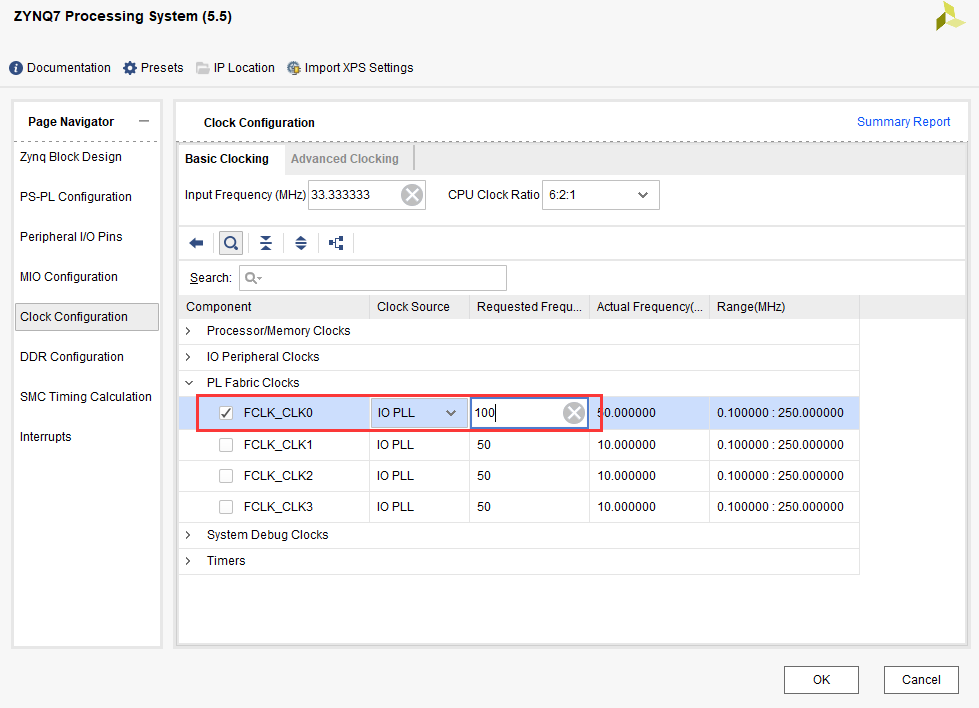 ZYNQ7 Processing System (5.5)
Documentation Presets IP Location Import XPS Settings
Page Navigator
Zynq Block Design
PS-PL Configuration
Peripheral I/O Pins
MIO Configuration
Clock Configuration
DDR Configuration
SMC Timing Calculation
Interrupts
Clock Configuration Summary Report
Basic Clocking Advanced Clocking
Input Frequency (MHz) 33.333333 CPU Clock Ratio 6:2:1
Search:
Component Clock Source Requested Frequ... Actual Frequency(... Range(MHz)
Processor/Memory Clocks
IO Peripheral Clocks
PL Fabric Clocks
FCLK_CLK0 IO PLL 100 50.000000 0.100000 : 250.000000
FCLK_CLK1 IO PLL 50 10.000000 0.100000 : 250.000000
FCLK_CLK2 IO PLL 50 10.000000 0.100000 : 250.000000
FCLK_CLK3 IO PLL 50 10.000000 0.100000 : 250.000000
System Debug Clocks
Timers
OK Cancel